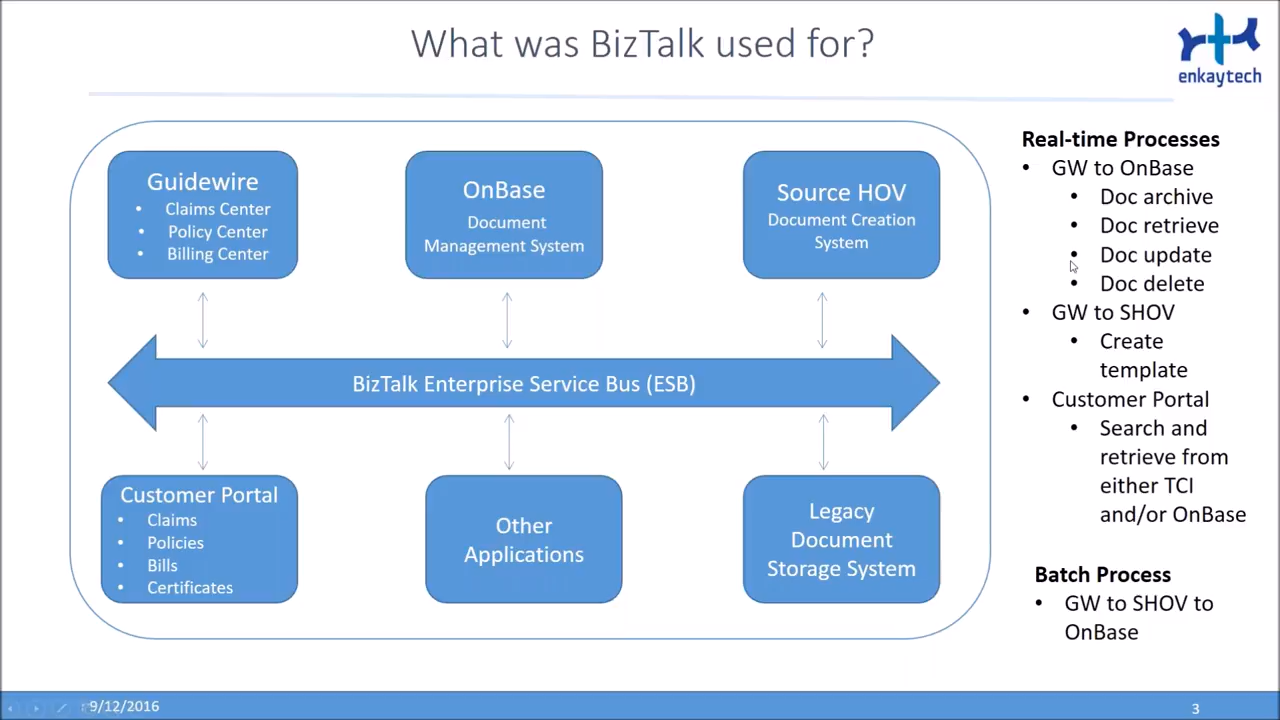 What was BizTalk used for?
enkaytech
Guidewire
• Claims Center
• Policy Center
• Billing Center
OnBase
Document
Management System
Source HOV
Document Creation
System
BizTalk Enterprise Service Bus (ESB)
Customer Portal
• Claims
• Policies
• Bills
• Certificates
Other
Applications
Legacy
Document
Storage System
Real-time Processes
• GW to OnBase
• Doc archive
• Doc retrieve
• Doc update
• Doc delete
• GW to SHOV
• Create
template
• Customer Portal
• Search and
retrieve from
either TCI
and/or OnBase
Batch Process
• GW to SHOV to
OnBase
9/12/2016
3